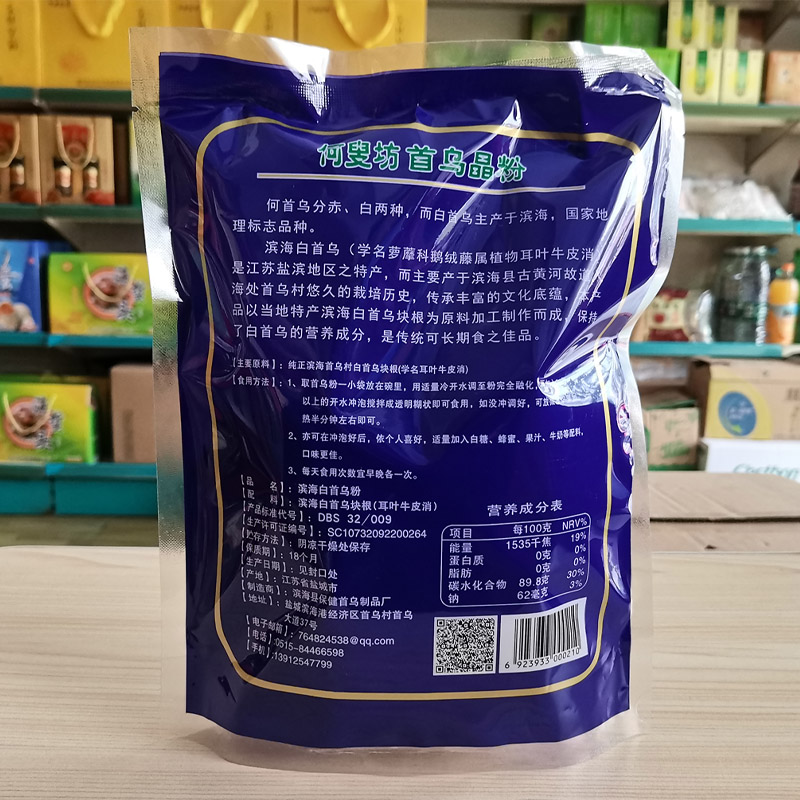 何叟坊 首乌晶粉
何首乌分赤、白两种，而白首乌主产于滨海，国家地
理标志品种。
滨海白首乌（学名萝藦科鹅绒藤属植物耳叶牛皮消）
是江苏盐滨地区之特产，而主要产于滨海县古黄河故道
海处首乌村悠久的栽培历史，传承丰富的文化底蕴，本产
品以当地特产滨海白首乌块根为原料加工制作而成，保持
了白首乌的营养成分，是传统可长期食之佳品。
【主要原料】：纯正滨海首乌村白首乌块根(学名耳叶牛皮消)
【食用方法】：1、取首乌粉一小袋放在碗里，用适量冷开水调至粉完全融化，
以上的开水冲泡搅拌成透明糊状即可食用，如没冲调好，可放
热半分钟左右即可。
2、亦可在冲泡好后，依个人喜好，适量加入白糖、蜂蜜、果汁、牛奶等配料，
口味更佳。
3、每天食用次数宜早晚各一次。
【品 名】：滨海白首乌粉
【配 料】：滨海白首乌块根（耳叶牛皮消）
【产品标准代号】：DBS 32/009
【生产许可证编号】：SC10732092200264
【贮存方法】：阴凉干燥处保存
【保质期】：18个月
【生产日期】：见封口处
【产地】：江苏省盐城市
【制造商】：滨海县保健首乌制品厂
【地址】：盐城滨海港经济区首乌村首乌
大道37号
【电子邮箱】：764824538@qq.com
【电话】：0515-84466598
【手机】：13912547799
营养成分表
项目 每100克 NRV%
能量 1535千焦 19%
蛋白质 0克 0%
脂肪 0克 0%
碳水化合物 89.8克 30%
钠 62毫克 3%
6 923933 000210